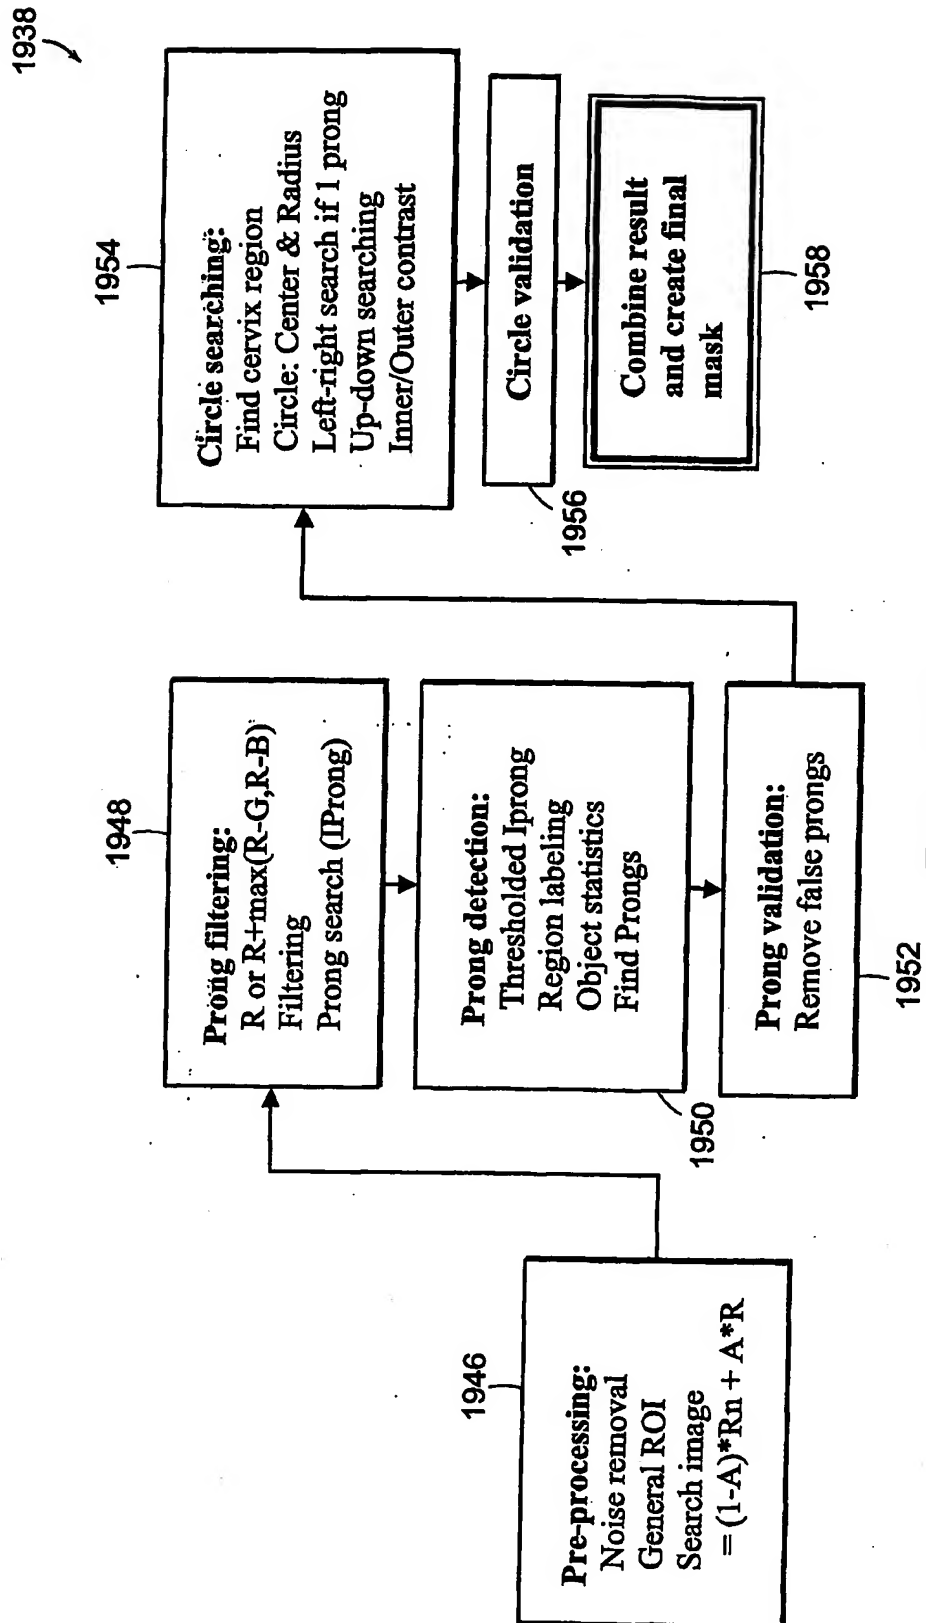 1938
1946
Pre-processing:
Noise removal
General ROI
Search image
= (1-A)*Rn + A*R
1948
Prong filtering:
R or R+max(R-G,R-B)
Filtering
Prong search (IProng)
Prong detection:
Thresholded Iprong
Region labeling
Object statistics
Find Prongs
1950
Prong validation:
Remove false prongs
1952
1954
Circle searching:
Find cervix region
Circle: Center & Radius
Left-right search if 1 prong
Up-down searching
Inner/Outer contrast
Circle validation
1956
Combine result
and create final
mask
1958